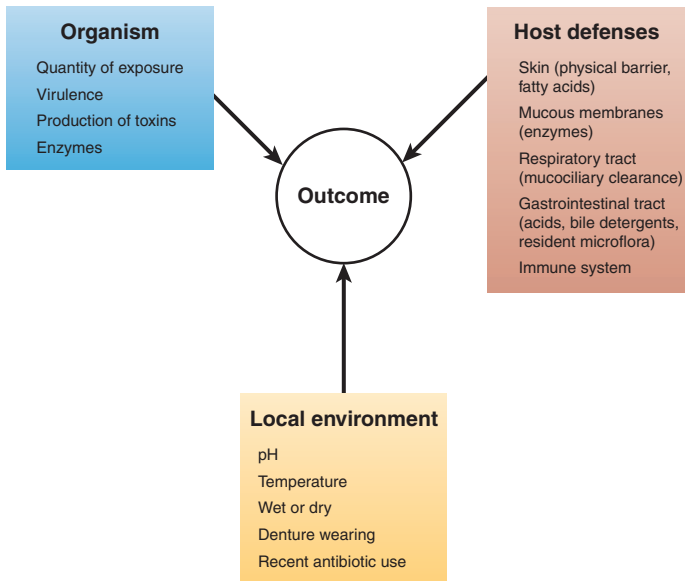 Organism
Quantity of exposure
Virulence
Production of toxins
Enzymes
Host defenses
Skin (physical barrier,
fatty acids)
Mucous membranes
(enzymes)
Respiratory tract
(mucociliary clearance)
Gastrointestinal tract
(acids, bile detergents,
resident microflora)
Immune system
Outcome
Local environment
pH
Temperature
Wet or dry
Denture wearing
Recent antibiotic use